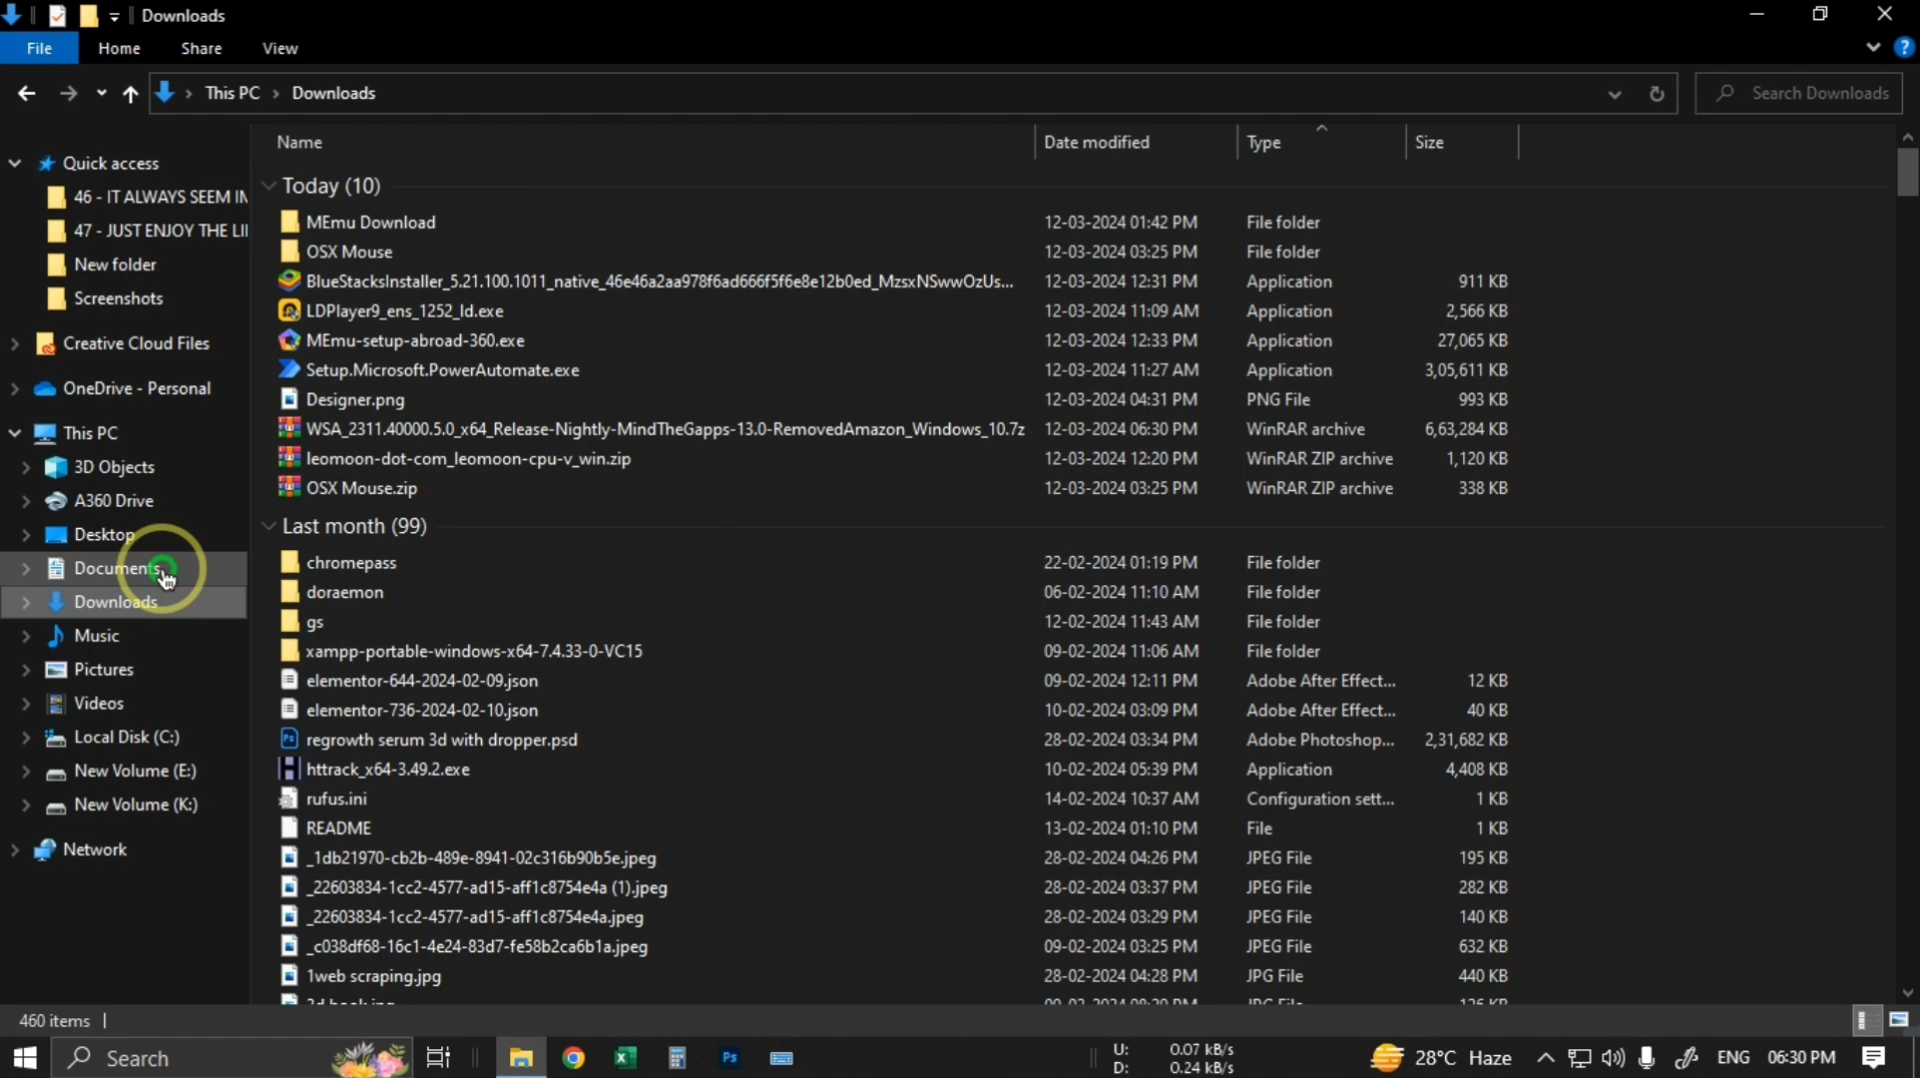 Downloads
File Home Share View
This PC Downloads
Search Downloads
Quick access
46 - IT ALWAYS SEEM IN
47 - JUST ENJOY THE LI
New folder
Screenshots
Creative Cloud Files
OneDrive - Personal
This PC
3D Objects
A360 Drive
Desktop
Documents
Downloads
Music
Pictures
Videos
Local Disk (C:)
New Volume (E:)
New Volume (K:)
Network
Name Date modified Type Size
Today (10)
MEmu Download 12-03-2024 01:42 PM File folder
OSX Mouse 12-03-2024 03:25 PM File folder
BlueStacksInstaller_5.21.100.1011_native_46e46a2aa978f6ad666f5f6e8e12b0ed_MzsxNSwwOzUs... 12-03-2024 12:31 PM Application 911 KB
LDPlayer9_ens_1252_ld.exe 12-03-2024 11:09 AM Application 2,566 KB
MEmu-setup-abroad-360.exe 12-03-2024 12:33 PM Application 27,065 KB
Setup.Microsoft.PowerAutomate.exe 12-03-2024 11:27 AM Application 3,05,611 KB
Designer.png 12-03-2024 04:31 PM PNG File 993 KB
WSA_2311.40000.5.0_x64_Release-Nightly-MindTheGapps-13.0-RemovedAmazon_Windows_10.7z 12-03-2024 06:30 PM WinRAR archive 6,63,284 KB
leomoon-dot-com_leomoon-cpu-v_win.zip 12-03-2024 12:20 PM WinRAR ZIP archive 1,120 KB
OSX Mouse.zip 12-03-2024 03:25 PM WinRAR ZIP archive 338 KB
Last month (99)
chromepass 22-02-2024 01:19 PM File folder
doraemon 06-02-2024 11:10 AM File folder
gs 12-02-2024 11:43 AM File folder
xampp-portable-windows-x64-7.4.33-0-VC15 09-02-2024 11:06 AM File folder
elementor-644-2024-02-09.json 09-02-2024 12:11 PM Adobe After Effect... 12 KB
elementor-736-2024-02-10.json 10-02-2024 03:09 PM Adobe After Effect... 40 KB
regrowth serum 3d with dropper.psd 28-02-2024 03:34 PM Adobe Photoshop... 2,31,682 KB
httrack_x64-3.49.2.exe 10-02-2024 05:39 PM Application 4,408 KB
rufus.ini 14-02-2024 10:37 AM Configuration sett... 1 KB
README 13-02-2024 01:10 PM File 1 KB
_1db21970-cb2b-489e-8941-02c316b90b5e.jpeg 28-02-2024 04:26 PM JPEG File 195 KB
_22603834-1cc2-4577-ad15-aff1c8754e4a (1).jpeg 28-02-2024 03:37 PM JPEG File 282 KB
_22603834-1cc2-4577-ad15-aff1c8754e4a.jpeg 28-02-2024 03:29 PM JPEG File 140 KB
_c038df68-16c1-4e24-83d7-fe58b2ca6b1a.jpeg 09-02-2024 03:25 PM JPEG File 632 KB
1web scraping.jpg 28-02-2024 04:28 PM JPG File 440 KB
460 items
Search
Ps
U: 0.07 kB/s
D: 0.24 kB/s
28°C Haze
ENG 06:30 PM